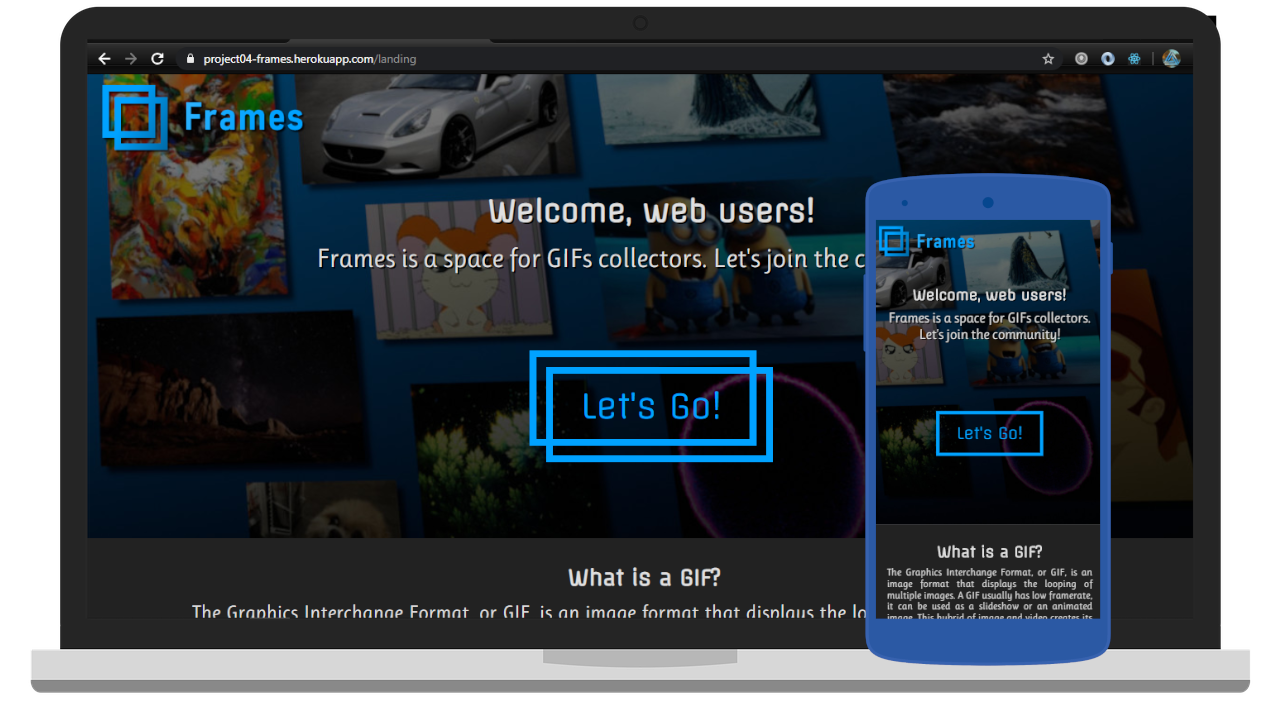 project04-frames.herokuapp.com/landing
Frames
Welcome, web users!
Frames is a space for GIFs collectors. Let's join the c
Let's Go!
What is a GIF?
The Graphics Interchange Format, or GIF, is an image format that displays the lo
Frames
Welcome, web users!
Frames is a space for GIFs collectors.
Let's join the community!
Let's Go!
What is a GIF?
The Graphics Interchange Format, or GIF, is an
image format that displays the looping of
multiple images. A GIF usually has low framerate,
it can be used as a slideshow or an animated
image. This hybrid of image and video creates its